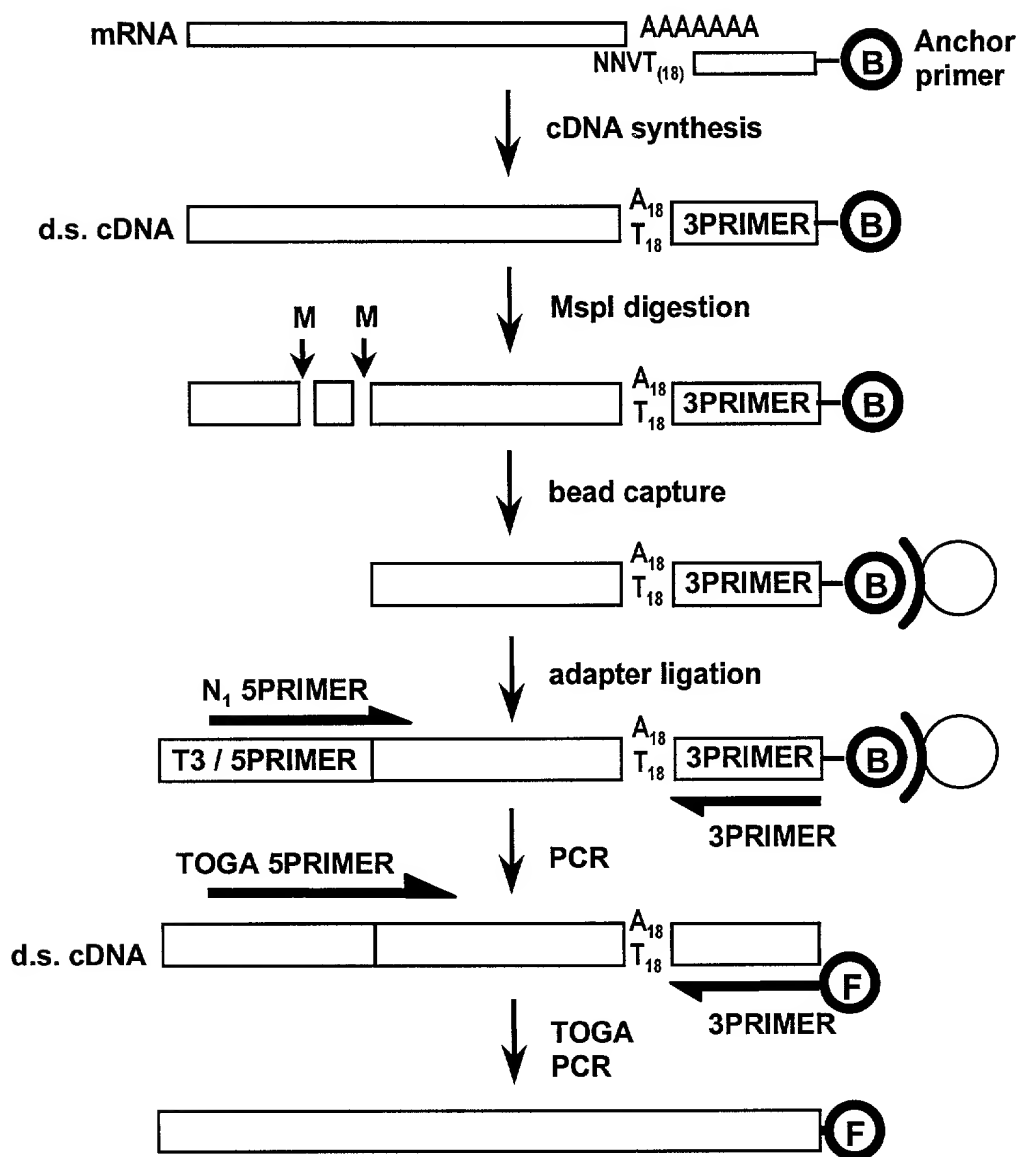 mRNA
AAAAAAA
NNVT(18)
B
Anchor
primer
cDNA synthesis
d.s. cDNA
A18
T18
3PRIMER
B
MspI digestion
M
M
A18
T18
3PRIMER
B
bead capture
A18
T18
3PRIMER
B
adapter ligation
N1 5PRIMER
T3 / 5PRIMER
A18
T18
3PRIMER
B
3PRIMER
PCR
TOGA 5PRIMER
d.s. cDNA
A18
T18
F
3PRIMER
TOGA
PCR
F